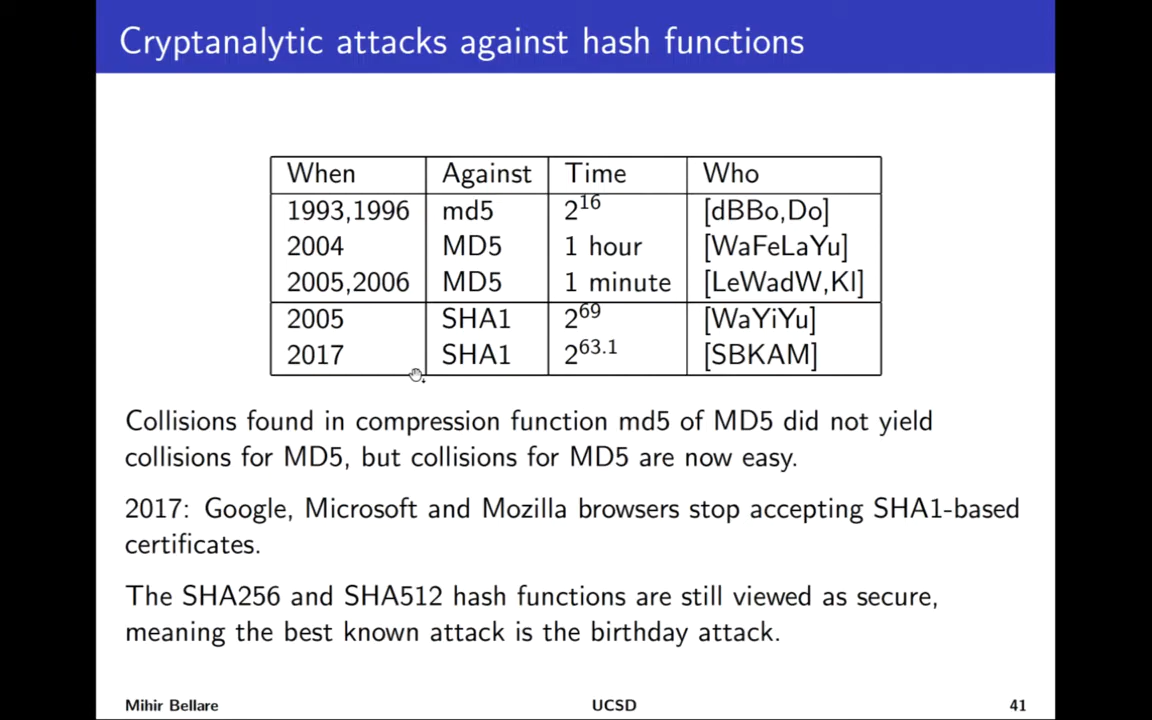 Cryptanalytic attacks against hash functions
When Against Time Who
1993,1996 md5 2^16 [dBBo,Do]
2004 MD5 1 hour [WaFeLaYu]
2005,2006 MD5 1 minute [LeWadW,Kl]
2005 SHA1 2^69 [WaYiYu]
2017 SHA1 2^63.1 [SBKAM]
Collisions found in compression function md5 of MD5 did not yield
collisions for MD5, but collisions for MD5 are now easy.
2017: Google, Microsoft and Mozilla browsers stop accepting SHA1-based
certificates.
The SHA256 and SHA512 hash functions are still viewed as secure,
meaning the best known attack is the birthday attack.
Mihir Bellare UCSD 41